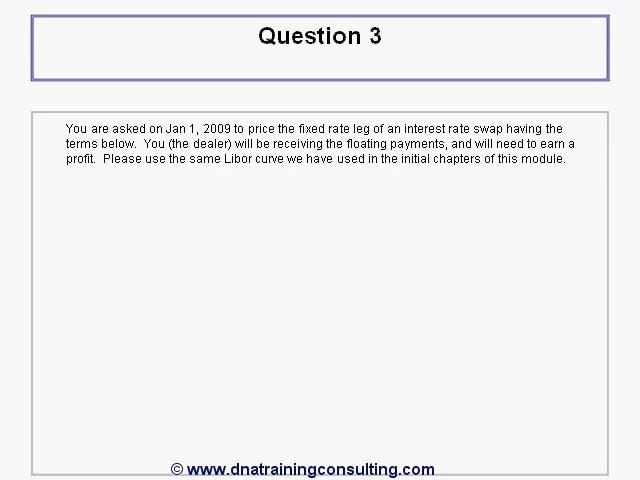 Question 3
You are asked on Jan 1, 2009 to price the fixed rate leg of an interest rate swap having the
terms below. You (the dealer) will be receiving the floating payments, and will need to earn a
profit. Please use the same Libor curve we have used in the initial chapters of this module.
© www.dnatrainingconsulting.com